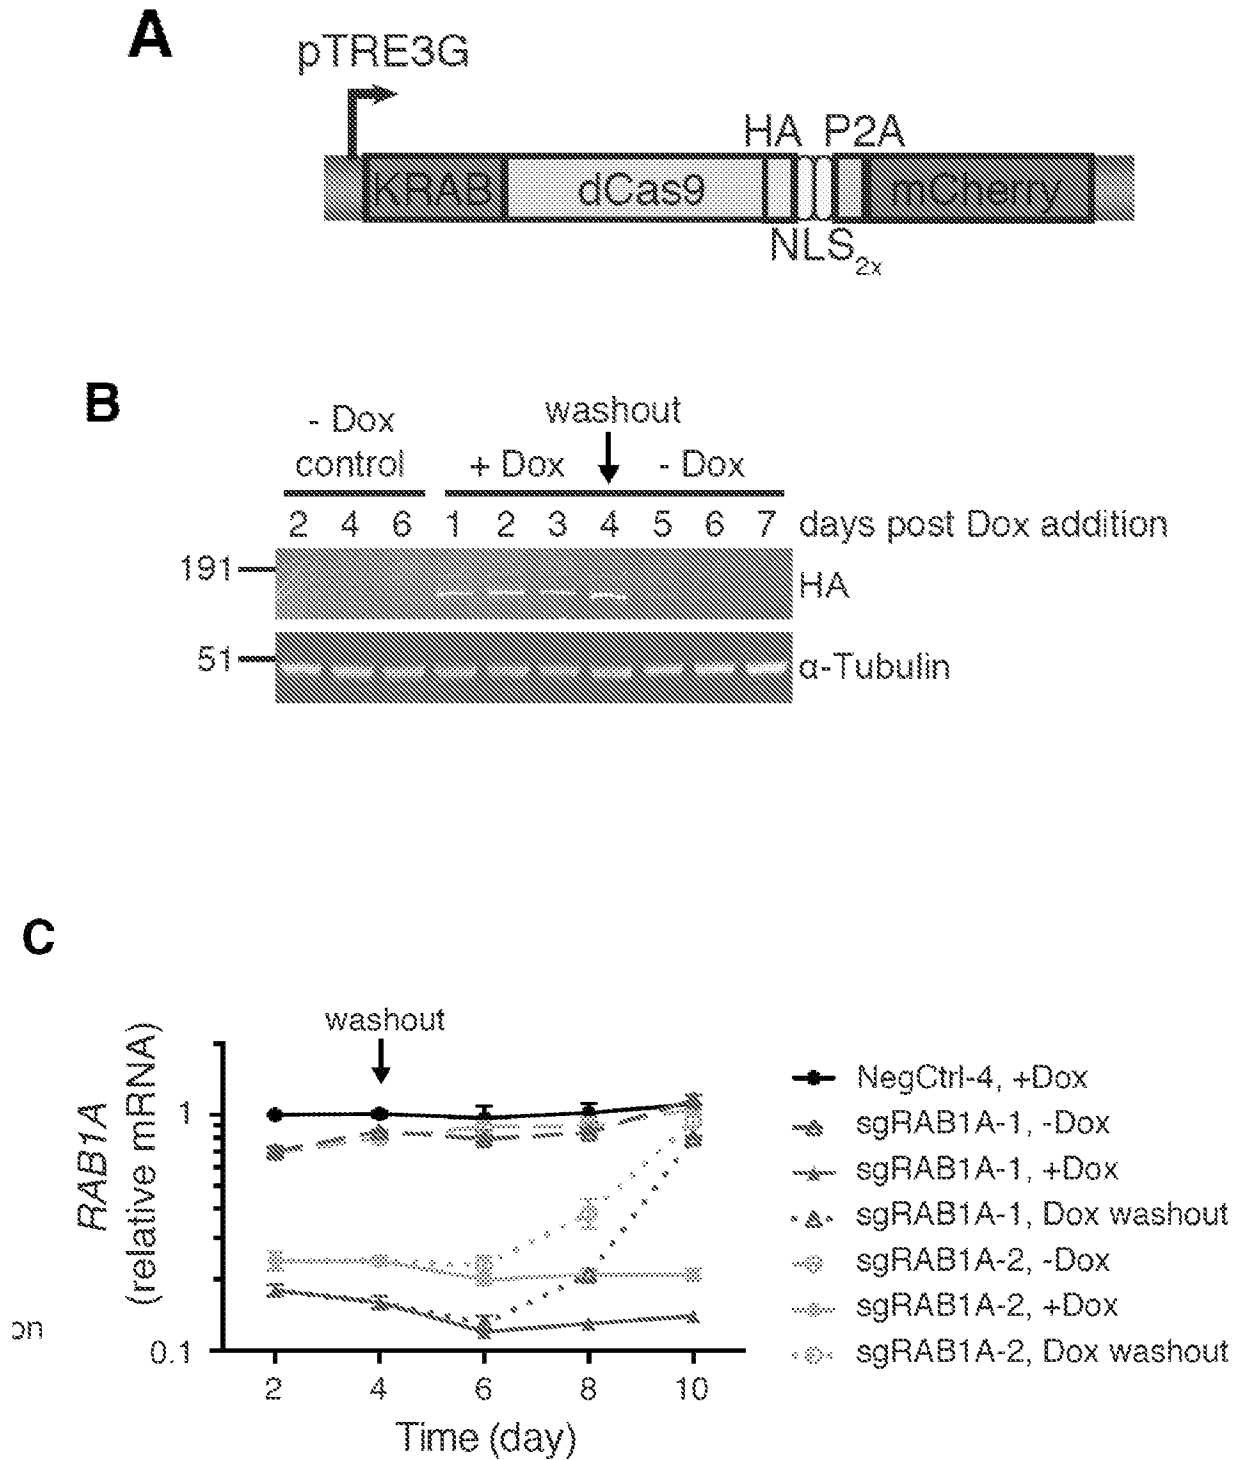 A
pTRE3G
HA P2A
KRAB dCas9 mCherry
NLS2x
B
washout
- Dox
control + Dox - Dox
2 4 6 1 2 3 4 5 6 7 days post Dox addition
191 HA
51 α-Tubulin
C
washout
RAB1A
(relative mRNA)
1
0.1
2 4 6 8 10
Time (day)
NegCtrl-4, +Dox
sgRAB1A-1, -Dox
sgRAB1A-1, +Dox
sgRAB1A-1, Dox washout
sgRAB1A-2, -Dox
sgRAB1A-2, +Dox
sgRAB1A-2, Dox washout